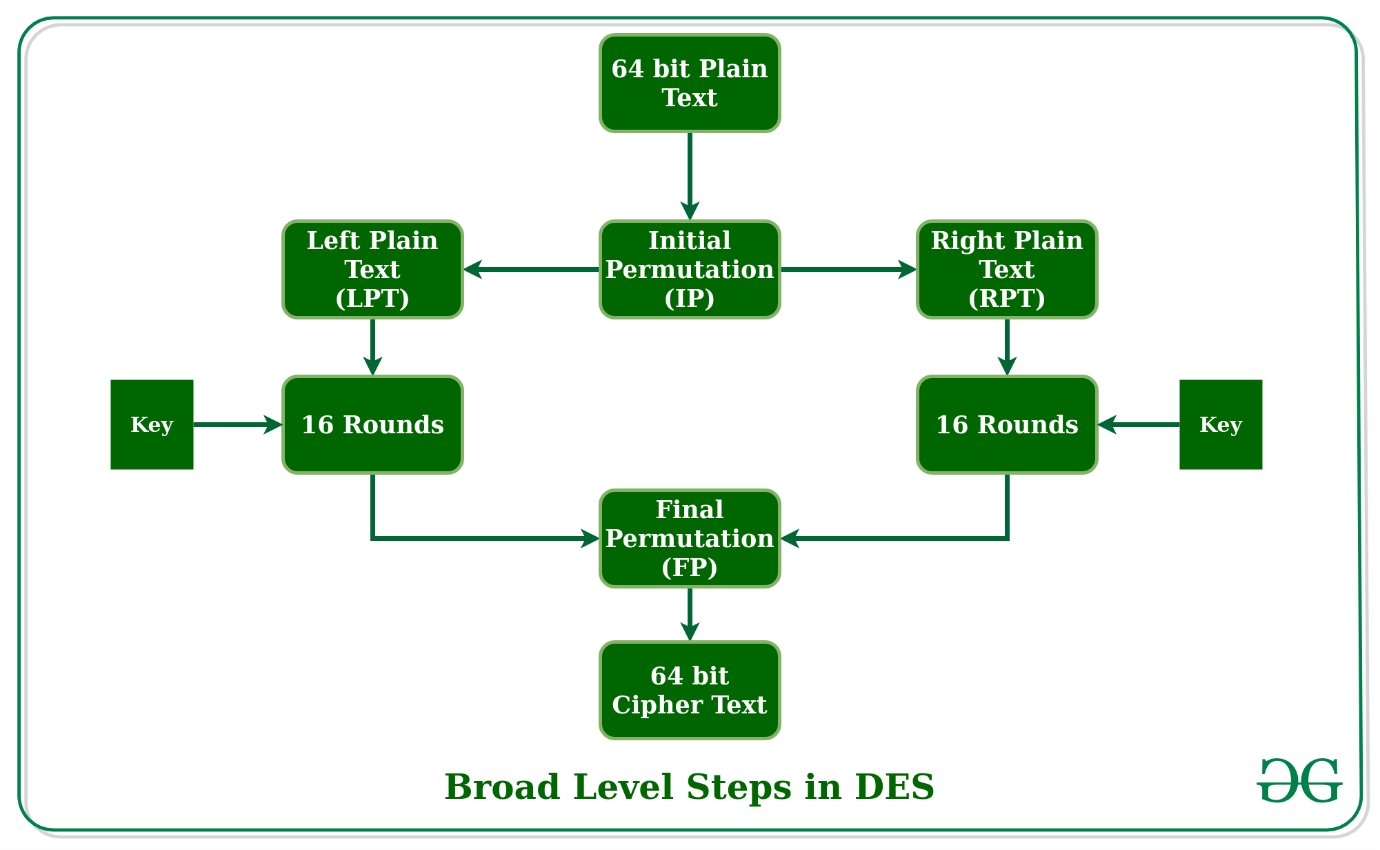 64 bit Plain
Text
Left Plain
Text
(LPT)
Initial
Permutation
(IP)
Right Plain
Text
(RPT)
Key
16 Rounds
16 Rounds
Key
Final
Permutation
(FP)
64 bit
Cipher Text
Broad Level Steps in DES